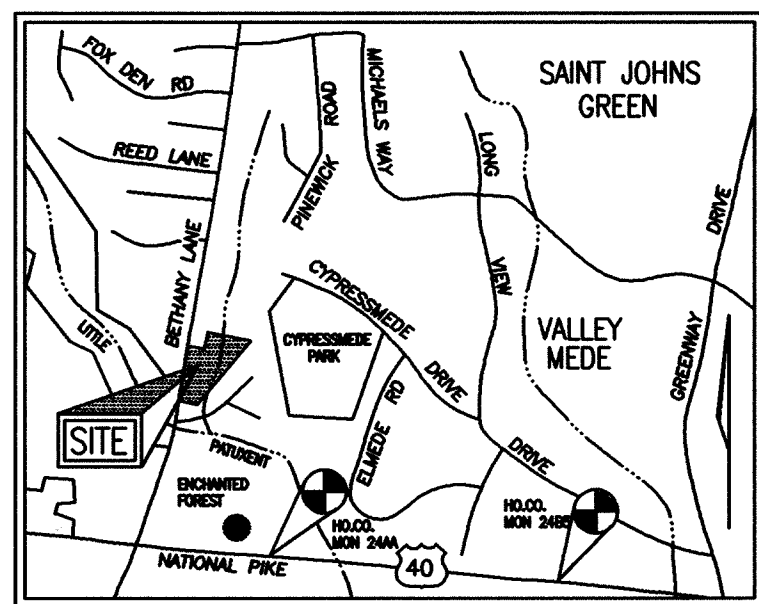 FOX DEN RD
REED LANE
BETHANY LANE
LITTLE
PATUXENT
SITE
ENCHANTED
FOREST
NATIONAL PIKE
PINEWICK
ROAD
MICHAELS WAY
CYPRESSMEDE
DRIVE
CYPRESSMEDE
PARK
ELMEDE RD
HO.CO.
MON 24AA
40
LONG
VIEW
DRIVE
SAINT JOHNS
GREEN
VALLEY
MEDE
HO.CO.
MON 24B5
GREENWAY
DRIVE